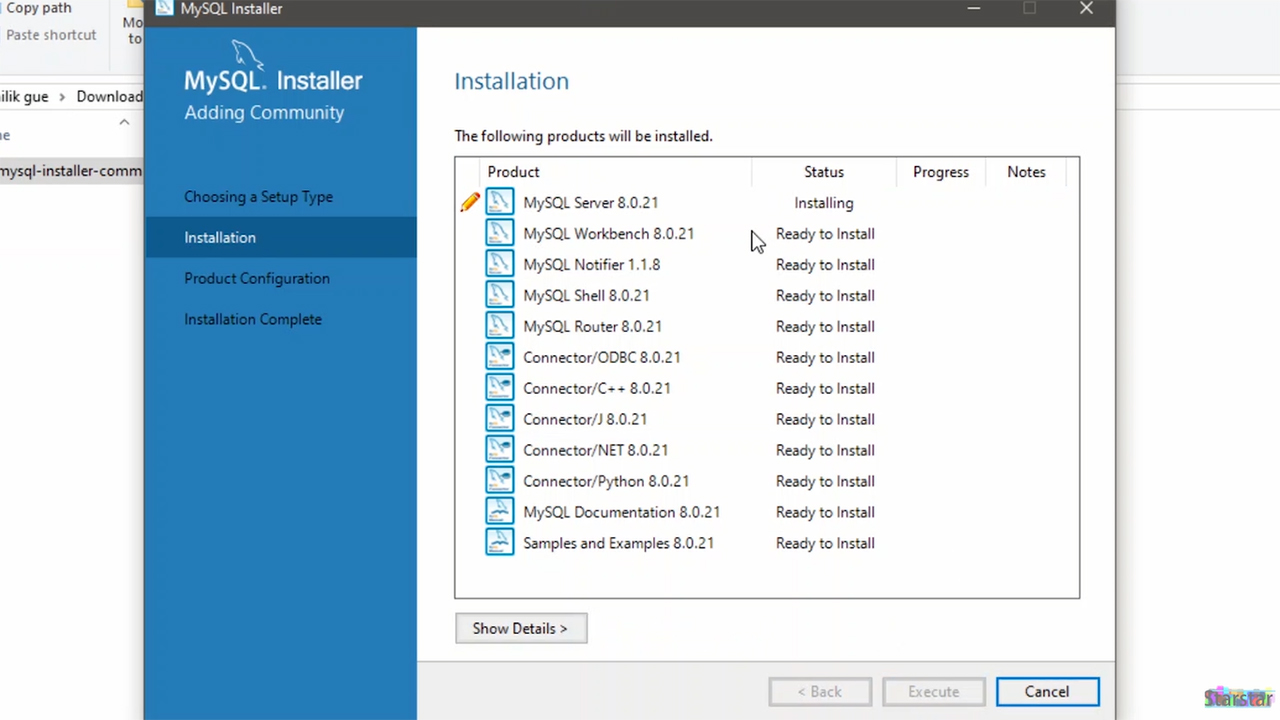 Copy path
Paste shortcut
Mo
to
MySQL Installer
ilik gue > Download
ne
mysql-installer-comm
MySQL. Installer
Adding Community
Choosing a Setup Type
Installation
Product Configuration
Installation Complete
Installation
The following products will be installed.
Product Status Progress Notes
MySQL Server 8.0.21 Installing
MySQL Workbench 8.0.21 Ready to Install
MySQL Notifier 1.1.8 Ready to Install
MySQL Shell 8.0.21 Ready to Install
MySQL Router 8.0.21 Ready to Install
Connector/ODBC 8.0.21 Ready to Install
Connector/C++ 8.0.21 Ready to Install
Connector/J 8.0.21 Ready to Install
Connector/NET 8.0.21 Ready to Install
Connector/Python 8.0.21 Ready to Install
MySQL Documentation 8.0.21 Ready to Install
Samples and Examples 8.0.21 Ready to Install
Show Details >
< Back Execute Cancel
Starstar